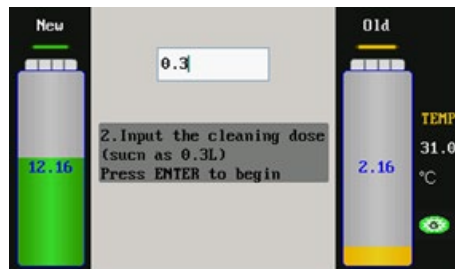 New
Old
0.3
TEMP
31.0
°C
2.Input the cleaning dose
(sucn as 0.3L)
Press ENTER to begin
12.16
2.16